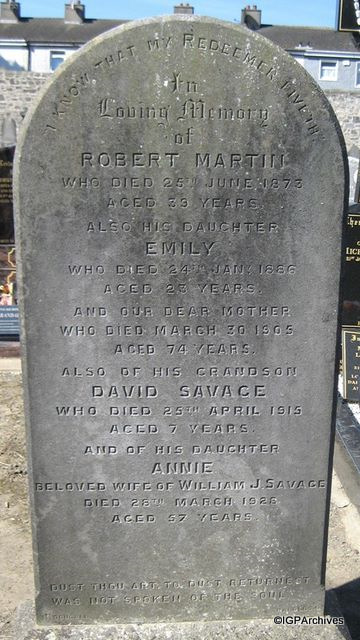 I KNOW THAT MY REDEEMER LIVETH
In
Loving Memory
of
ROBERT MARTIN
WHO DIED 25TH JUNE 1873
AGED 39 YEARS.
ALSO HIS DAUGHTER
EMILY
WHO DIED 24TH JANY. 1886
AGED 23 YEARS.
AND OUR DEAR MOTHER
WHO DIED MARCH 30 1905
AGED 74 YEARS.
ALSO OF HIS GRANDSON
DAVID SAVAGE
WHO DIED 25TH APRIL 1915
AGED 7 YEARS.
AND OF HIS DAUGHTER
ANNIE
BELOVED WIFE OF WILLIAM J. SAVAGE
DIED 28TH MARCH 1928
AGED 57 YEARS.
DUST THOU ART, TO DUST RETURNEST
WAS NOT SPOKEN OF THE SOUL
©IGPArchives